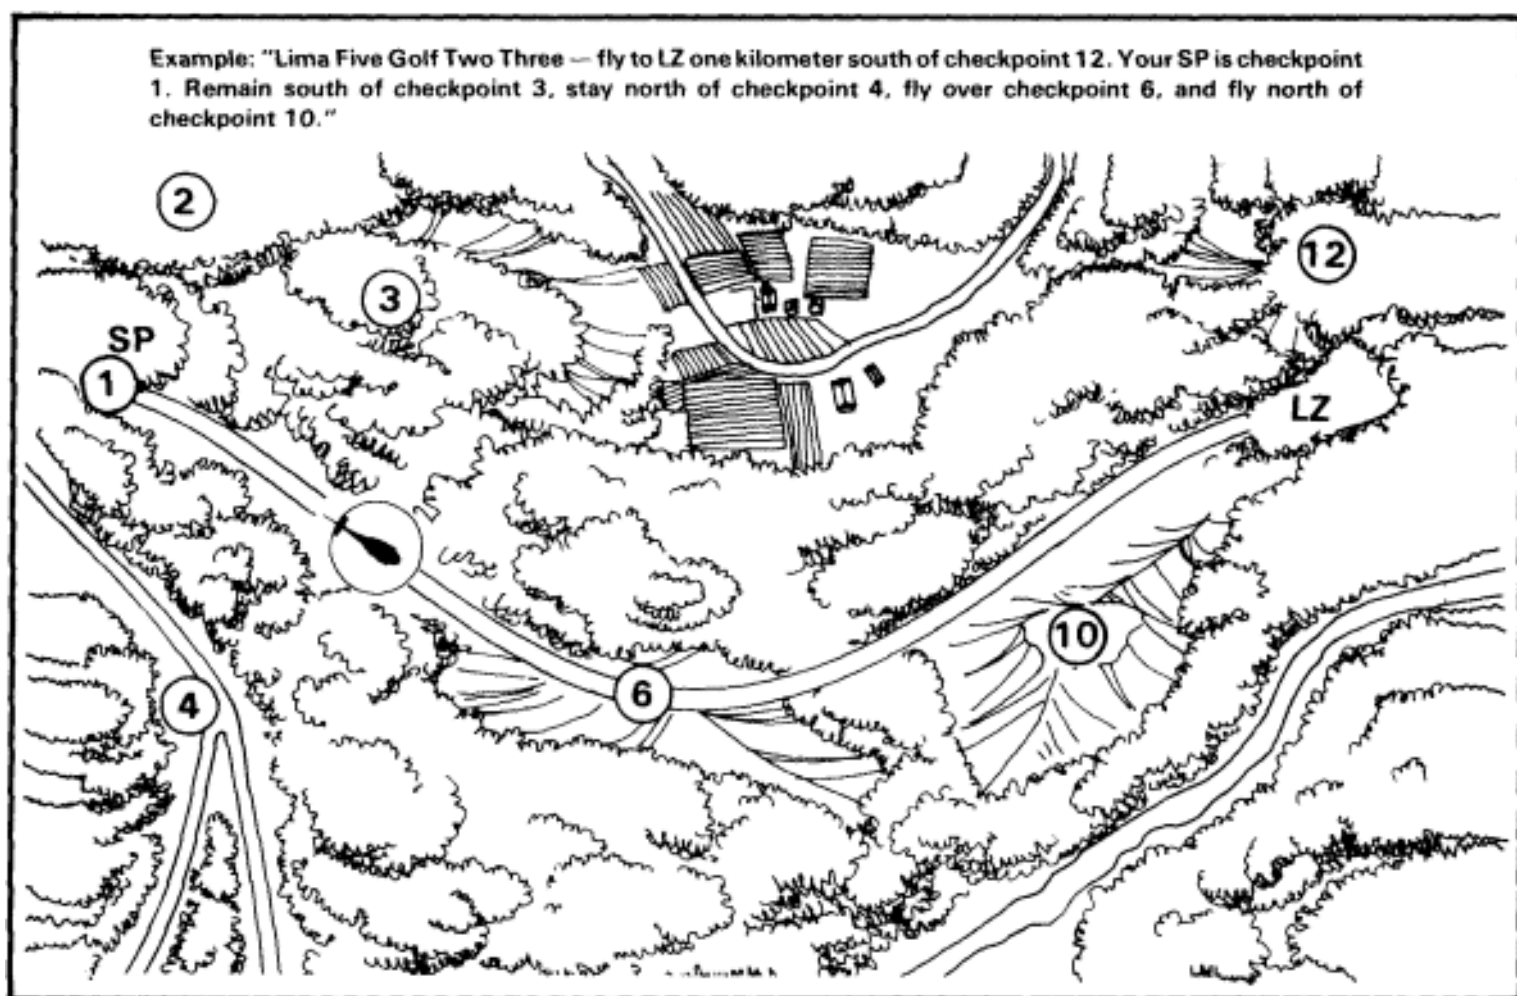 Example: "Lima Five Golf Two Three — fly to LZ one kilometer south of checkpoint 12. Your SP is checkpoint
1. Remain south of checkpoint 3, stay north of checkpoint 4, fly over checkpoint 6, and fly north of
checkpoint 10."
2
12
3
SP
1
LZ
10
6
4